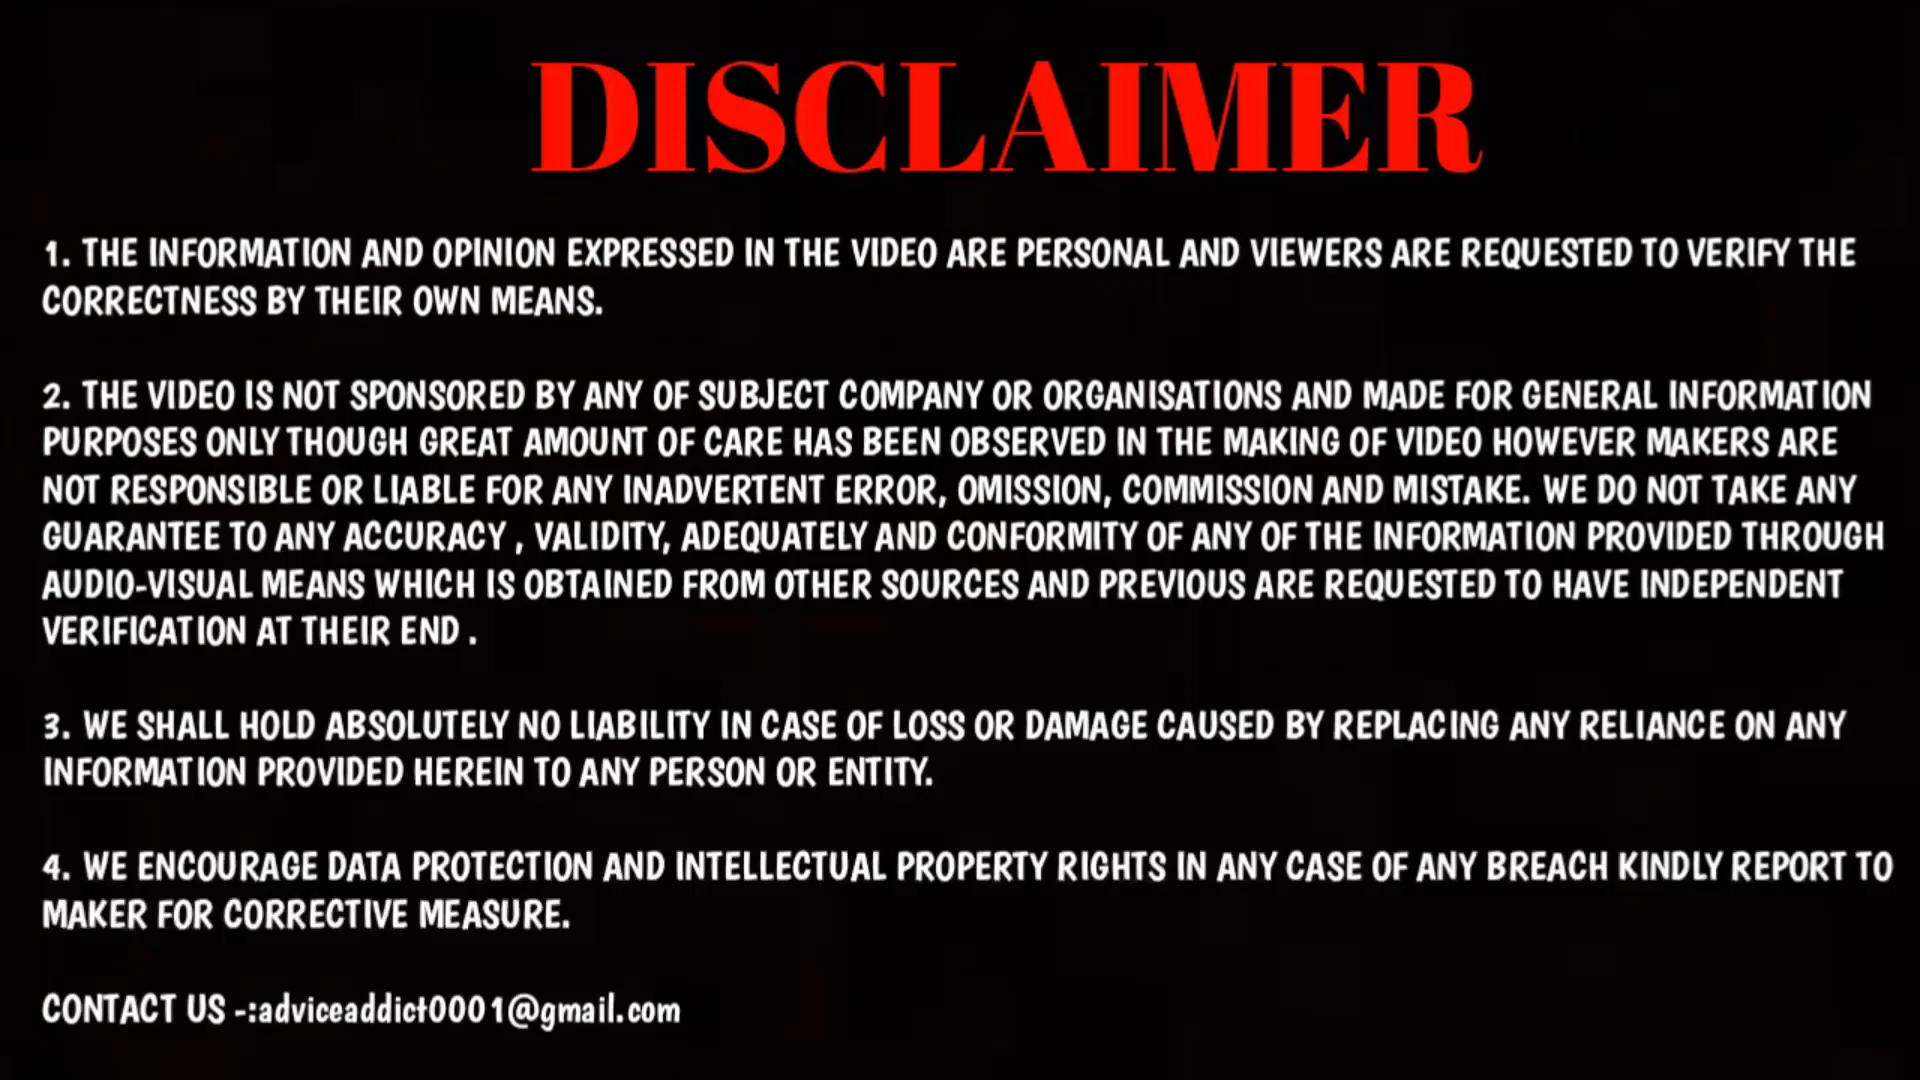 DISCLAIMER
1. THE INFORMATION AND OPINION EXPRESSED IN THE VIDEO ARE PERSONAL AND VIEWERS ARE REQUESTED TO VERIFY THE
CORRECTNESS BY THEIR OWN MEANS.
2. THE VIDEO IS NOT SPONSORED BY ANY OF SUBJECT COMPANY OR ORGANISATIONS AND MADE FOR GENERAL INFORMATION
PURPOSES ONLY THOUGH GREAT AMOUNT OF CARE HAS BEEN OBSERVED IN THE MAKING OF VIDEO HOWEVER MAKERS ARE
NOT RESPONSIBLE OR LIABLE FOR ANY INADVERTENT ERROR, OMISSION, COMMISSION AND MISTAKE. WE DO NOT TAKE ANY
GUARANTEE TO ANY ACCURACY , VALIDITY, ADEQUATELY AND CONFORMITY OF ANY OF THE INFORMATION PROVIDED THROUGH
AUDIO-VISUAL MEANS WHICH IS OBTAINED FROM OTHER SOURCES AND PREVIOUS ARE REQUESTED TO HAVE INDEPENDENT
VERIFICATION AT THEIR END .
3. WE SHALL HOLD ABSOLUTELY NO LIABILITY IN CASE OF LOSS OR DAMAGE CAUSED BY REPLACING ANY RELIANCE ON ANY
INFORMATION PROVIDED HEREIN TO ANY PERSON OR ENTITY.
4. WE ENCOURAGE DATA PROTECTION AND INTELLECTUAL PROPERTY RIGHTS IN ANY CASE OF ANY BREACH KINDLY REPORT TO
MAKER FOR CORRECTIVE MEASURE.
CONTACT US -:adviceaddict0001@gmail.com